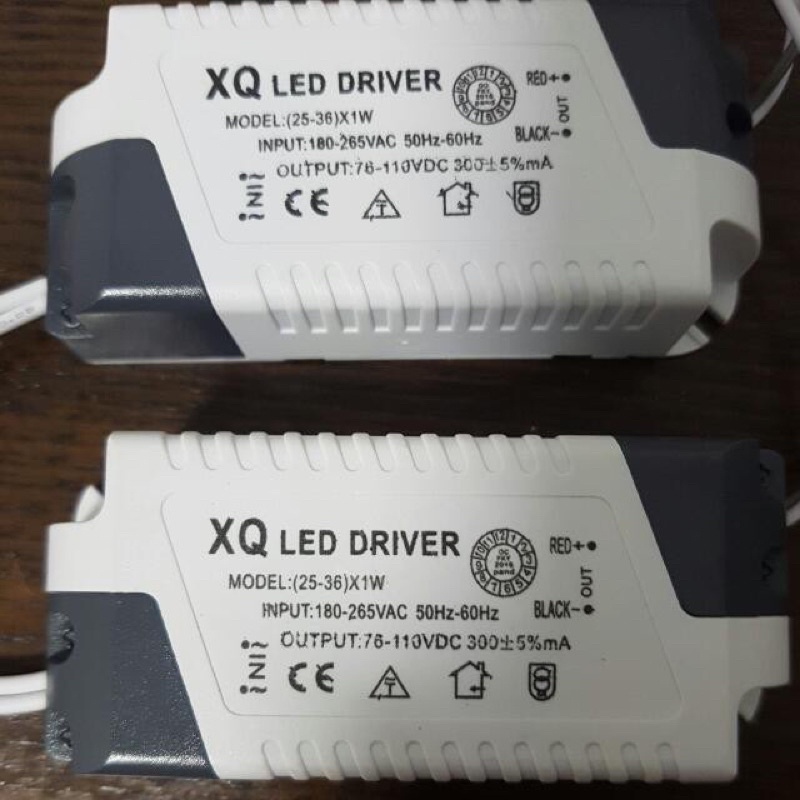 XQ LED DRIVER
MODEL:(25-36)X1W
INPUT:180-265VAC 50Hz-60Hz
OUTPUT:76-110VDC 300±5%mA
RED+
OUT
BLACK-
~IN~
CE
XQ LED DRIVER
MODEL:(25-36)X1W
INPUT:180-265VAC 50Hz-60Hz
OUTPUT:76-110VDC 300±5%mA
RED+
OUT
BLACK-
~IN~
CE